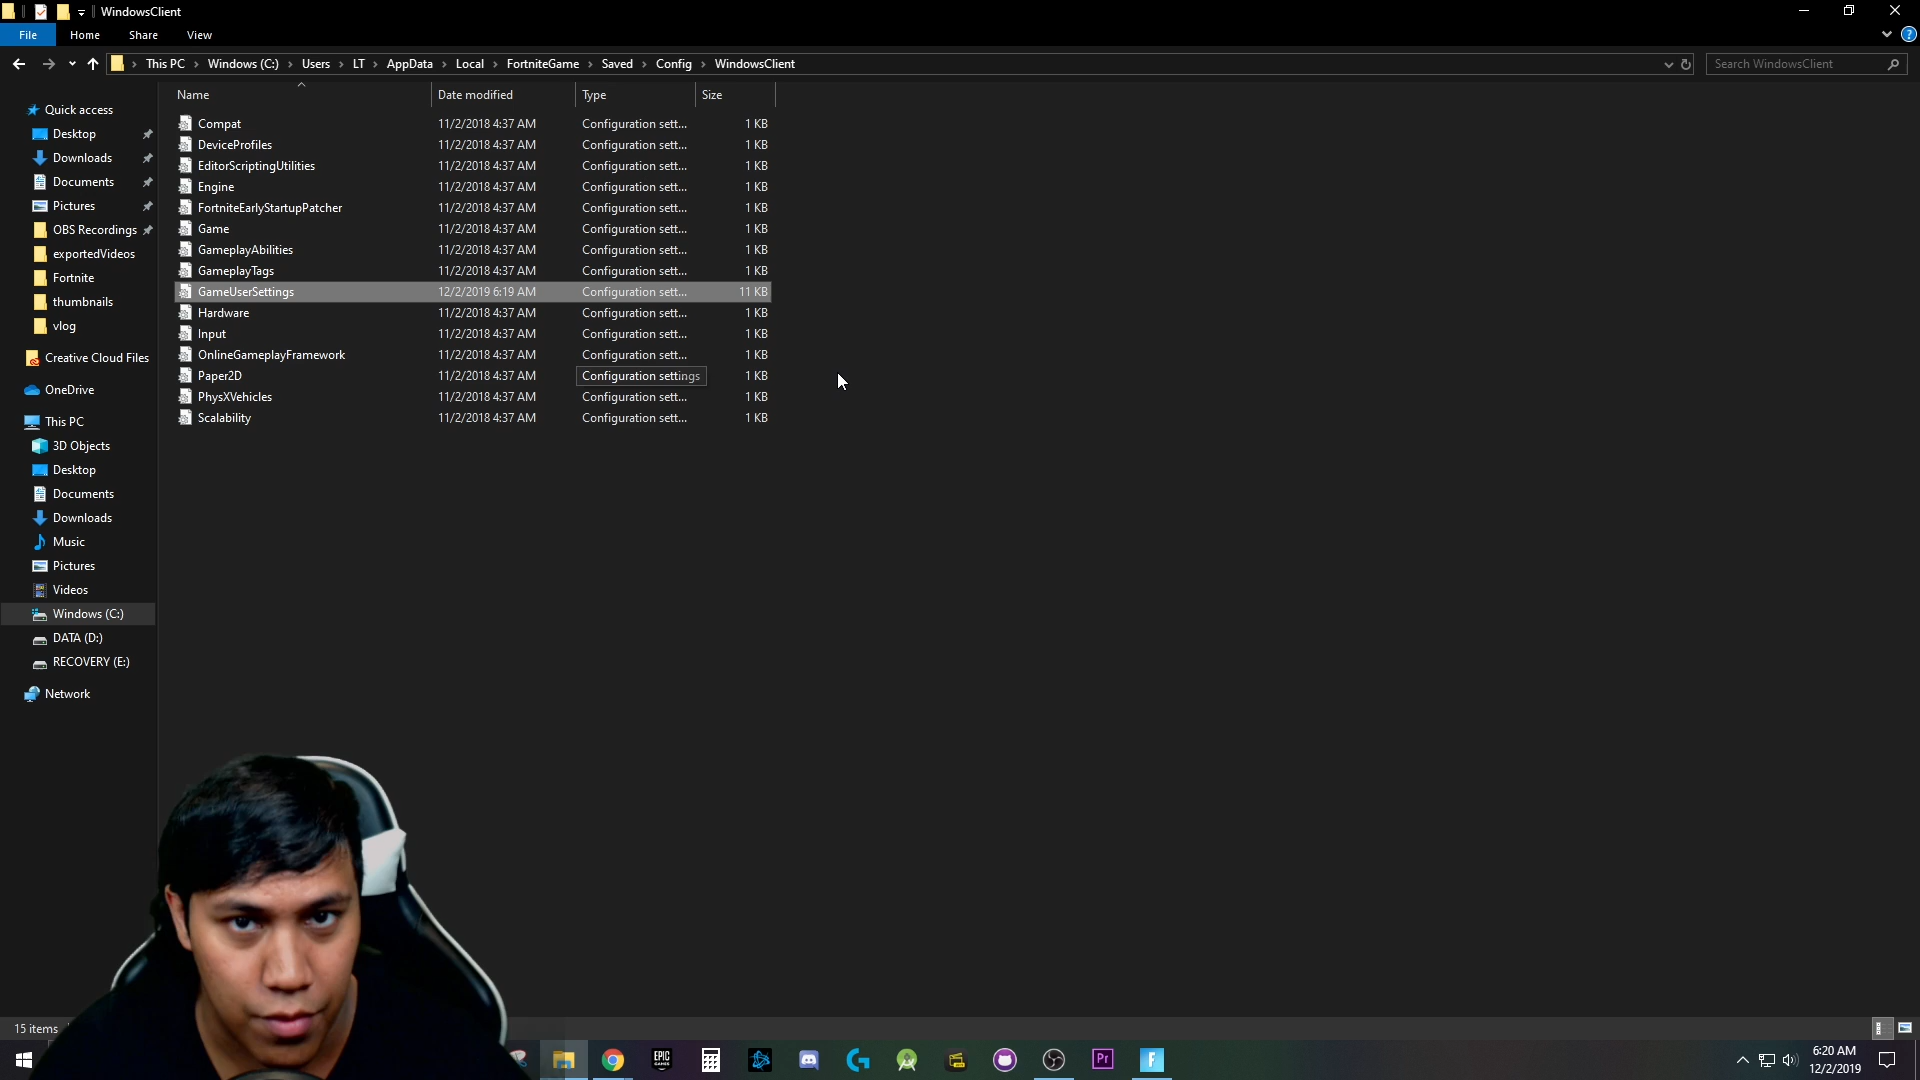 WindowsClient
File Home Share View
This PC Windows (C:) Users LT AppData Local FortniteGame Saved Config WindowsClient
Search WindowsClient
Name Date modified Type Size
Quick access
Desktop
Downloads
Documents
Pictures
OBS Recordings
exportedVideos
Fortnite
thumbnails
vlog
Creative Cloud Files
OneDrive
This PC
3D Objects
Desktop
Documents
Downloads
Music
Pictures
Videos
Windows (C:)
DATA (D:)
RECOVERY (E:)
Network
Compat 11/2/2018 4:37 AM Configuration sett... 1 KB
DeviceProfiles 11/2/2018 4:37 AM Configuration sett... 1 KB
EditorScriptingUtilities 11/2/2018 4:37 AM Configuration sett... 1 KB
Engine 11/2/2018 4:37 AM Configuration sett... 1 KB
FortniteEarlyStartupPatcher 11/2/2018 4:37 AM Configuration sett... 1 KB
Game 11/2/2018 4:37 AM Configuration sett... 1 KB
GameplayAbilities 11/2/2018 4:37 AM Configuration sett... 1 KB
GameplayTags 11/2/2018 4:37 AM Configuration sett... 1 KB
GameUserSettings 12/2/2019 6:19 AM Configuration sett... 11 KB
Hardware 11/2/2018 4:37 AM Configuration sett... 1 KB
Input 11/2/2018 4:37 AM Configuration sett... 1 KB
OnlineGameplayFramework 11/2/2018 4:37 AM Configuration sett... 1 KB
Paper2D 11/2/2018 4:37 AM Configuration settings 1 KB
PhysXVehicles 11/2/2018 4:37 AM Configuration sett... 1 KB
Scalability 11/2/2018 4:37 AM Configuration sett... 1 KB
15 items
EPIC GAMES
Pr
F
6:20 AM
12/2/2019